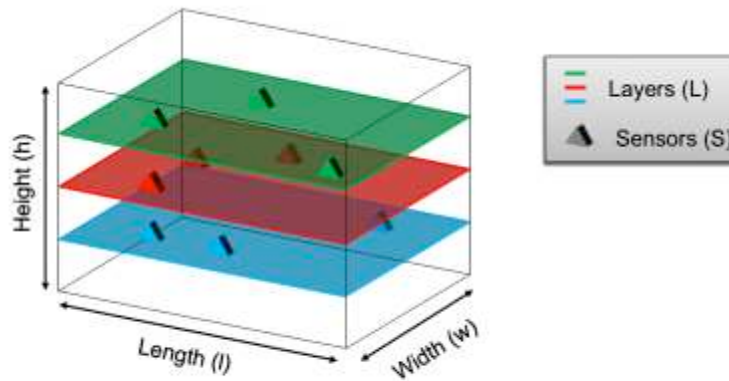 Height (h)
Length (l)
Width (w)
Layers (L)
Sensors (S)